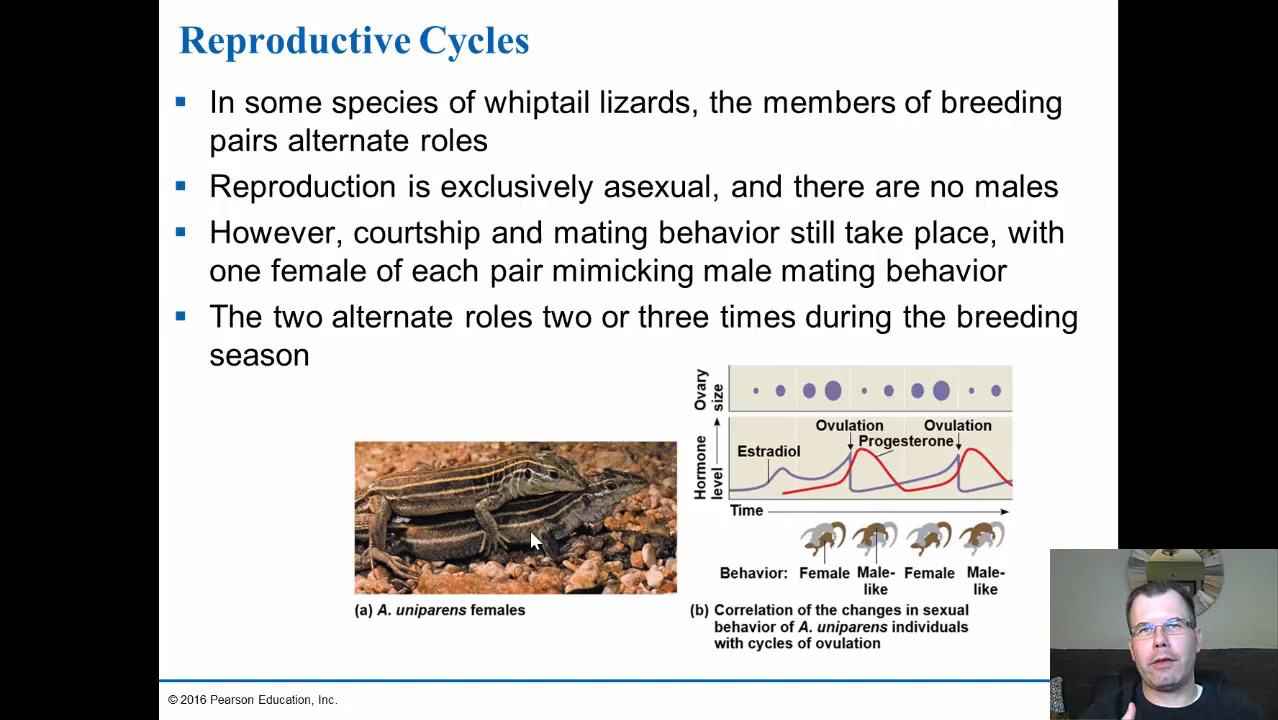 Reproductive Cycles
▪ In some species of whiptail lizards, the members of breeding
pairs alternate roles
▪ Reproduction is exclusively asexual, and there are no males
▪ However, courtship and mating behavior still take place, with
one female of each pair mimicking male mating behavior
▪ The two alternate roles two or three times during the breeding
season
Ovary
size
Ovulation
Ovulation
Progesterone
Estradiol
Hormone
level
Time
Behavior: Female Male-
like
Female Male-
like
(a) A. uniparens females
(b) Correlation of the changes in sexual
behavior of A. uniparens individuals
with cycles of ovulation
© 2016 Pearson Education, Inc.